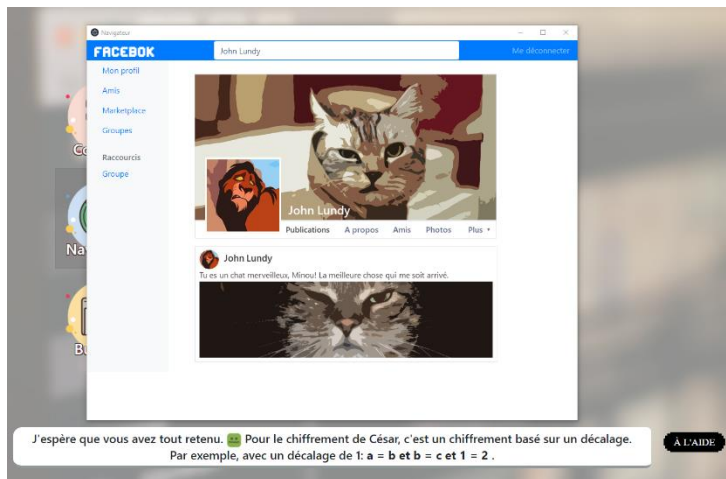 Navigateur
FACEBOK
John Lundy
Me déconnecter
Mon profil
Amis
Marketplace
Groupes
Raccourcis
Groupe
John Lundy
Publications A propos Amis Photos Plus
John Lundy
Tu es un chat merveilleux, Minou! La meilleure chose qui me soit arrivé.
J'espère que vous avez tout retenu. Pour le chiffrement de César, c'est un chiffrement basé sur un décalage.
Par exemple, avec un décalage de 1: a = b et b = c et 1 = 2 .
À L'AIDE